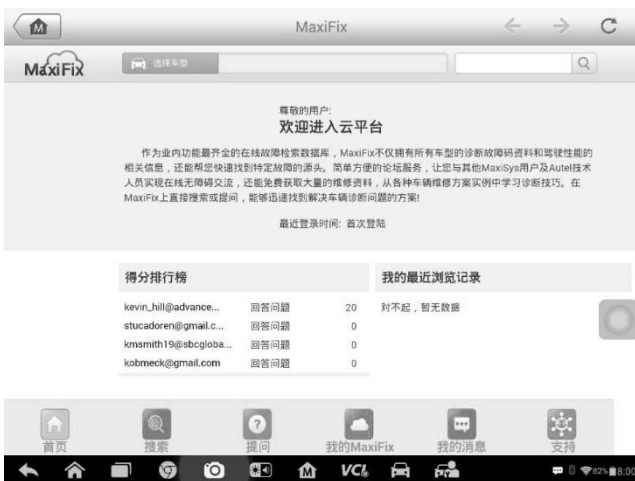 MaxiFix
MaxiFix
选择车型
尊敬的用户:
欢迎进入云平台
作为业内功能最齐全的在线故障检索数据库，MaxiFix不仅拥有所有车型的诊断故障码资料和驾驶性能的
相关信息，还能帮您快速找到特定故障的源头。简单方便的论坛服务，让您与其他MaxiSys用户及Autel技术
人员实现在线无障碍交流，还能免费获取大量的维修资料，从各种车辆维修方案实例中学习诊断技巧。在
MaxiFix上直接搜索或提问，能够迅速找到解决车辆诊断问题的方案!
最近登录时间: 首次登陆
得分排行榜
我的最近浏览记录
kevin_hill@advance... 回答问题 20
对不起，暂无数据
stucadoren@gmail.c... 回答问题 0
kmsmith19@sbcgloba... 回答问题 0
kobmeck@gmail.com 回答问题 0
首页 搜索 提问 我的MaxiFix 我的消息 支持
M VCI M 82% 8:00